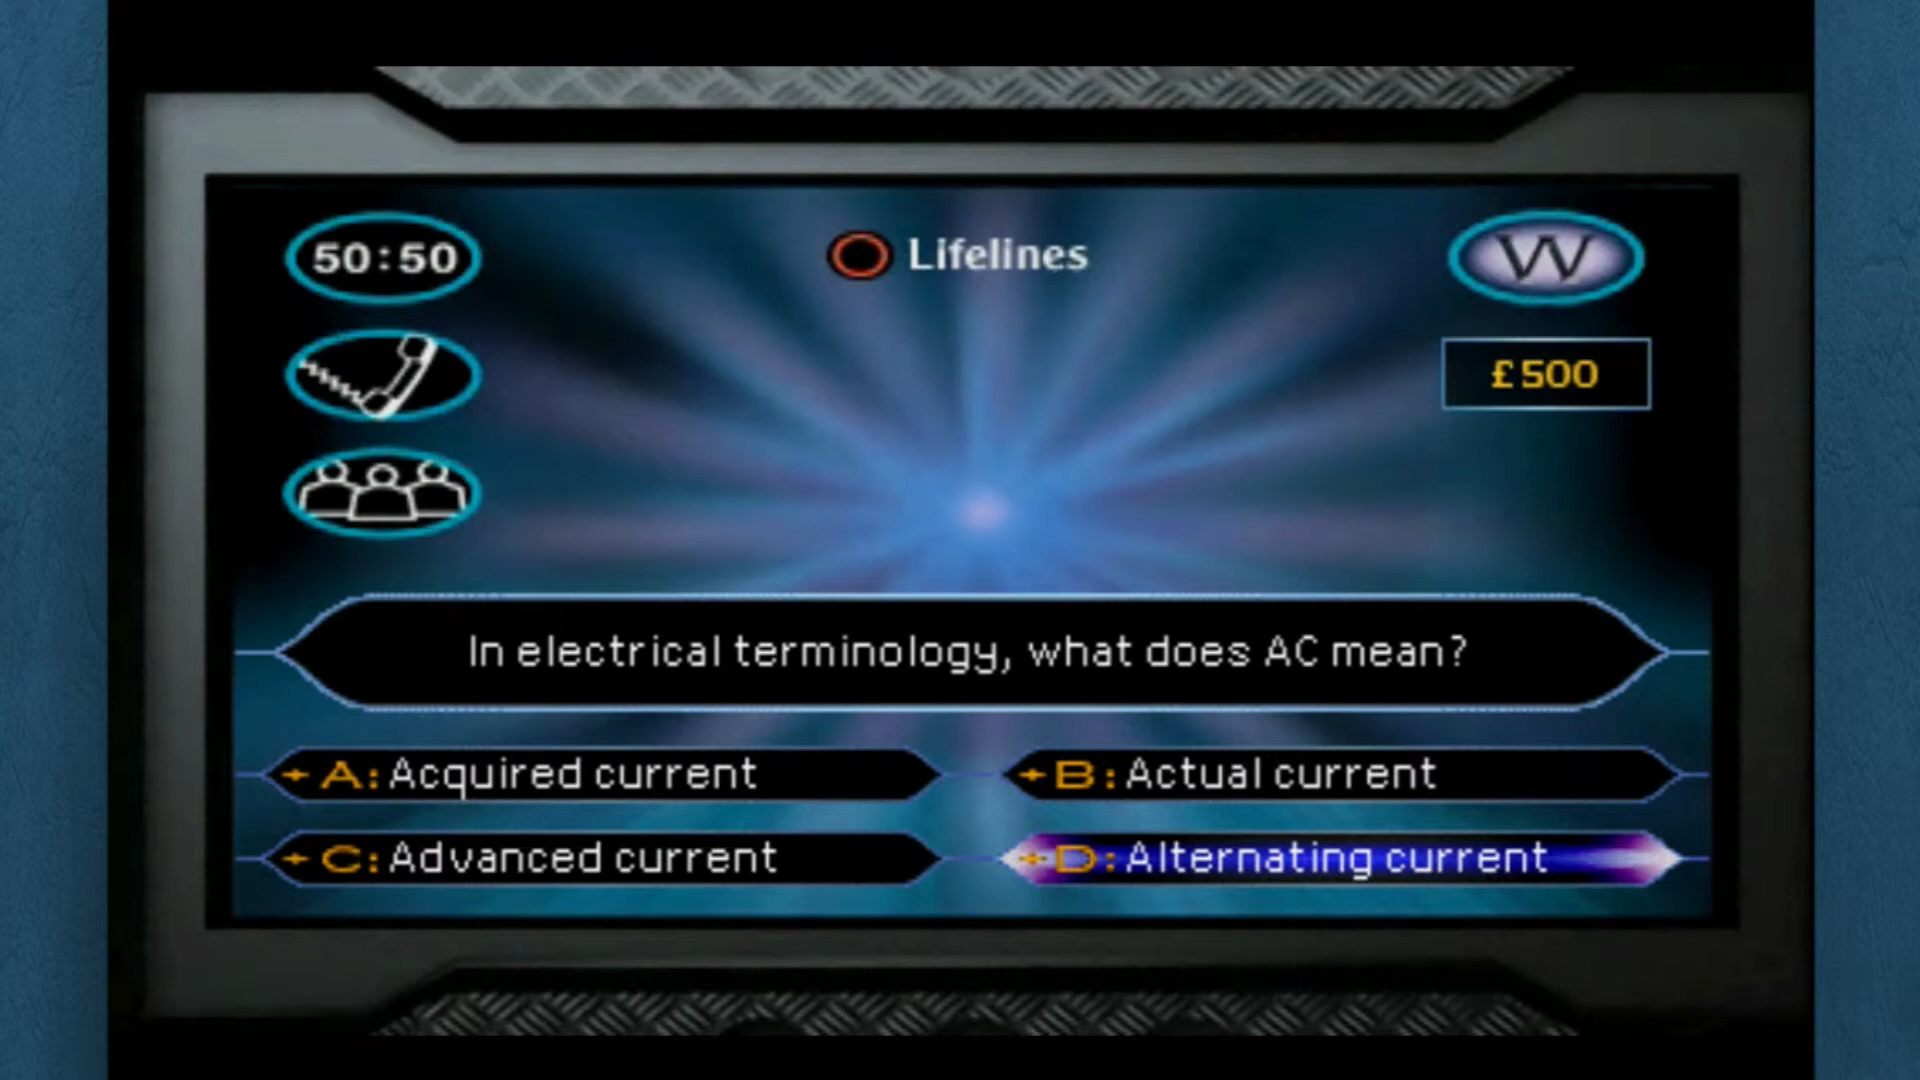 50:50
Lifelines
W
£500
In electrical terminology, what does AC mean?
A: Acquired current
B: Actual current
C: Advanced current
D: Alternating current